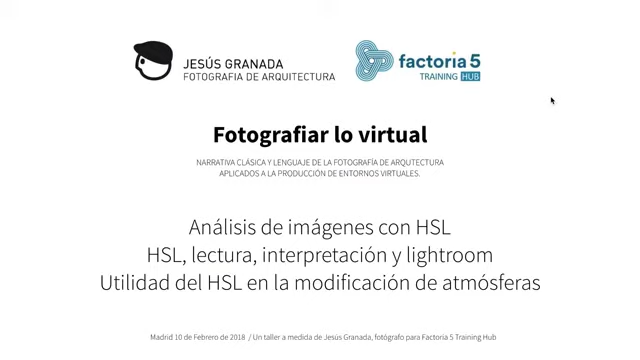 JESÚS GRANADA
FOTOGRAFIA DE ARQUITECTURA
factoria 5
TRAINING HUB
Fotografiar lo virtual
NARRATIVA CLÁSICA Y LENGUAJE DE LA FOTOGRAFÍA DE ARQUTECTURA
APLICADOS A LA PRODUCCIÓN DE ENTORNOS VIRTUALES.
Análisis de imágenes con HSL
HSL, lectura, interpretación y lightroom
Utilidad del HSL en la modificación de atmósferas
Madrid 10 de Febrero de 2018 / Un taller a medida de Jesús Granada, fotógrafo para Factoria 5 Training Hub